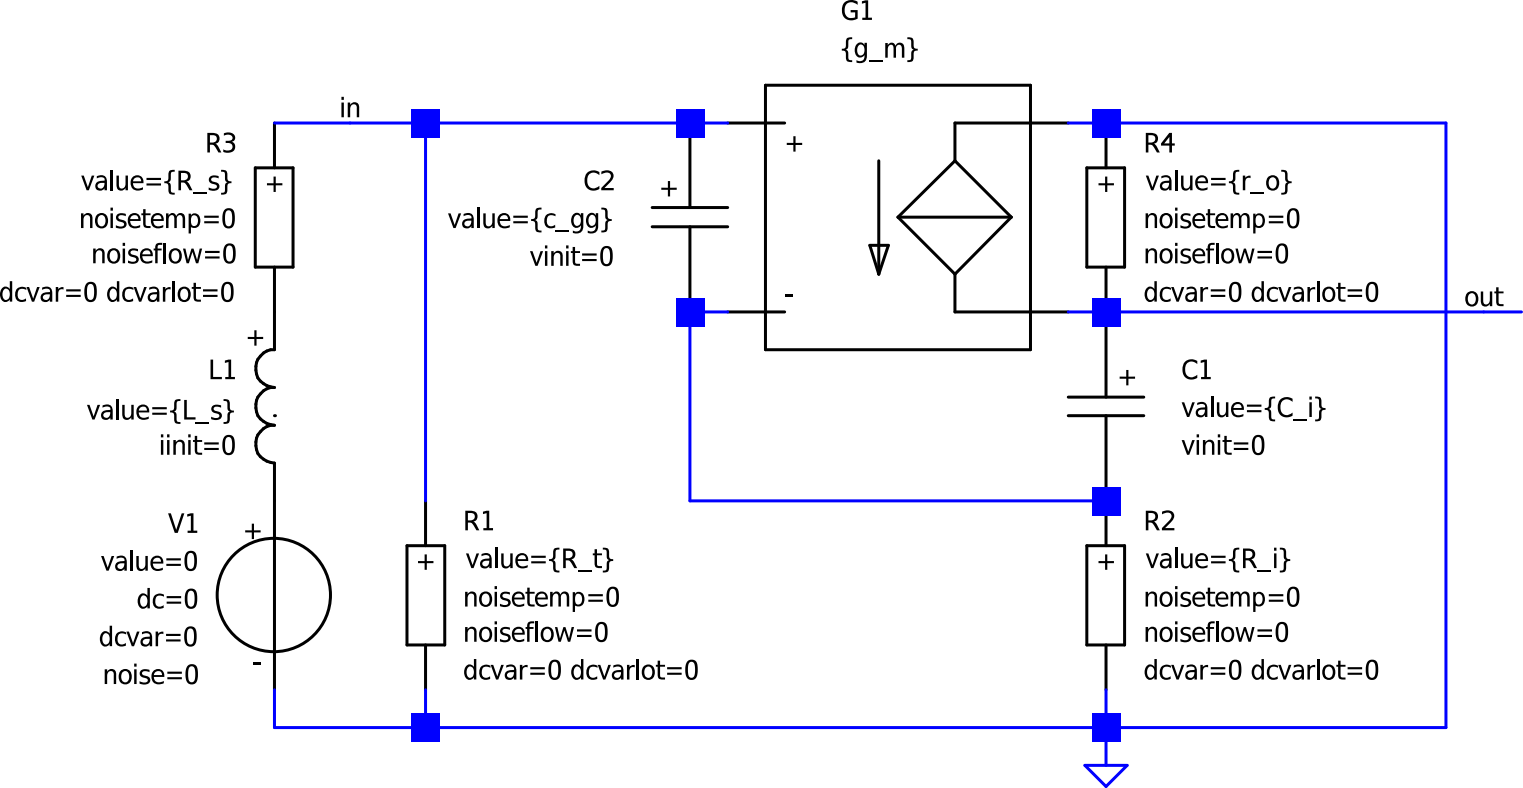 G1
{g_m}
in
+
-
R3
value={R_s}
noisetemp=0
noiseflow=0
dcvar=0 dcvarlot=0
+
C2
value={c_gg}
vinit=0
+
R4
value={r_o}
noisetemp=0
noiseflow=0
dcvar=0 dcvarlot=0
+
out
L1
value={L_s}
iinit=0
+
C1
value={C_i}
vinit=0
+
V1
value=0
dc=0
dcvar=0
noise=0
+
-
R1
value={R_t}
noisetemp=0
noiseflow=0
dcvar=0 dcvarlot=0
+
R2
value={R_i}
noisetemp=0
noiseflow=0
dcvar=0 dcvarlot=0
+